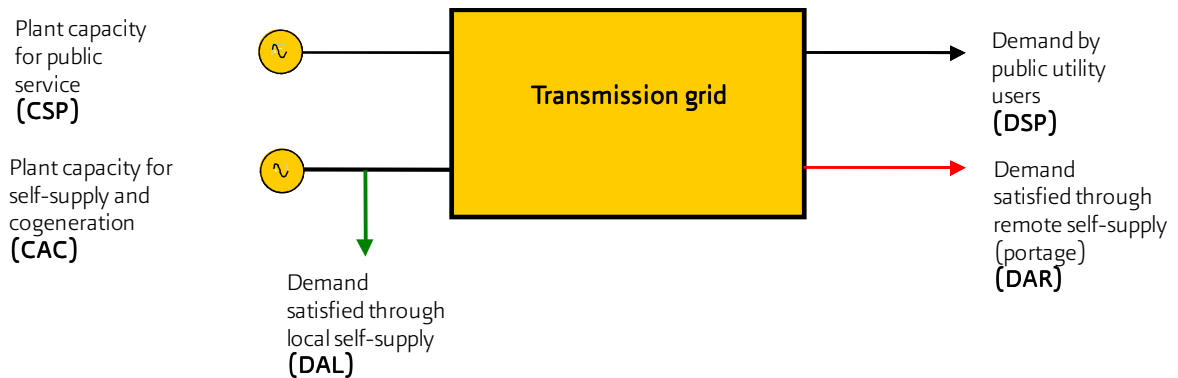 Plant capacity
for public
service
(CSP)
Transmission grid
Demand by
public utility
users
(DSP)
Plant capacity for
self-supply and
cogeneration
(CAC)
Demand
satisfied through
remote self-supply
(portage)
(DAR)
Demand
satisfied through
local self-supply
(DAL)